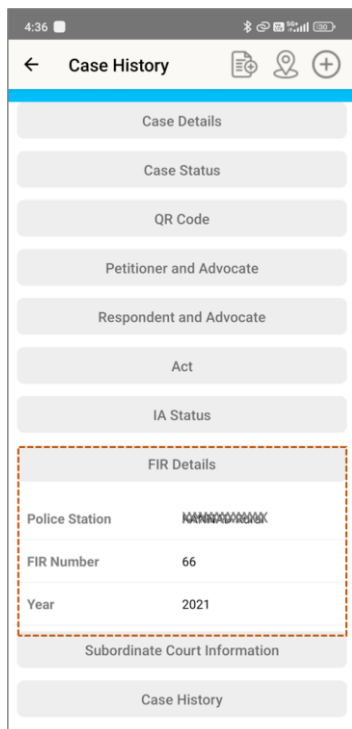 4:36
Case History
Case Details
Case Status
QR Code
Petitioner and Advocate
Respondent and Advocate
Act
IA Status
FIR Details
Police Station
FIR Number 66
Year 2021
Subordinate Court Information
Case History